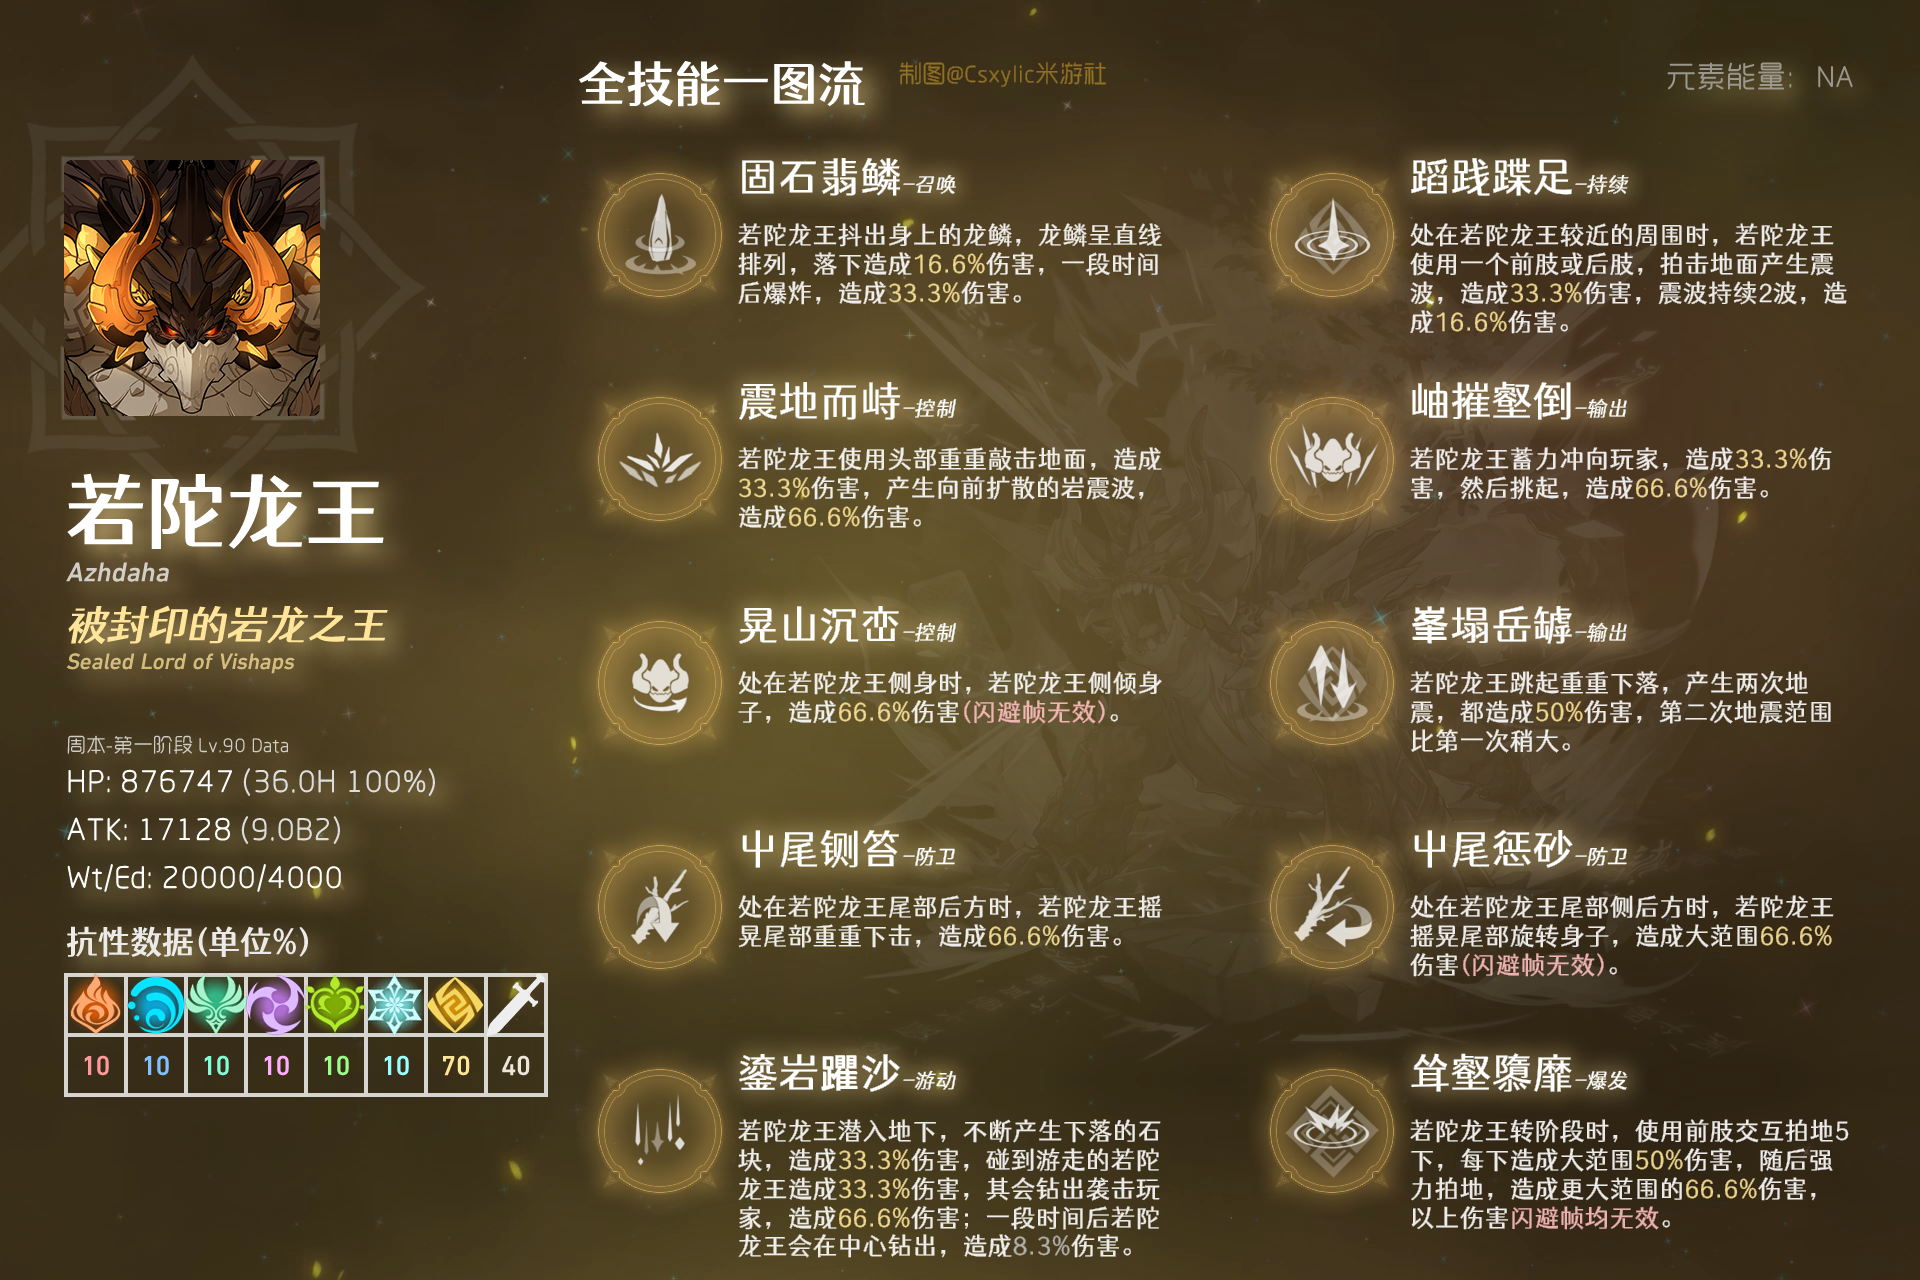 全技能一图流
制图@Csxylic米游社
元素能量: NA
若陀龙王
Azhdaha
被封印的岩龙之王
Sealed Lord of Vishaps
周本-第一阶段 Lv.90 Data
HP: 876747 (36.0H 100%)
ATK: 17128 (9.0B2)
Wt/Ed: 20000/4000
抗性数据(单位%)
10 10 10 10 10 10 70 40
固石翡鳞-召唤
若陀龙王抖出身上的龙鳞，龙鳞呈直线
排列，落下造成16.6%伤害，一段时间
后爆炸，造成33.3%伤害。
蹈践蹀足-持续
处在若陀龙王较近的周围时，若陀龙王
使用一个前肢或后肢，拍击地面产生震
波，造成33.3%伤害，震波持续2波，造
成16.6%伤害。
震地而峙-控制
若陀龙王使用头部重重敲击地面，造成
33.3%伤害，产生向前扩散的岩震波，
造成66.6%伤害。
岫摧壑倒-输出
若陀龙王蓄力冲向玩家，造成33.3%伤
害，然后挑起，造成66.6%伤害。
晃山沉峦-控制
处在若陀龙王侧身时，若陀龙王侧倾身
子，造成66.6%伤害(闪避帧无效)。
峯塌岳罅-输出
若陀龙王跳起重重下落，产生两次地
震，都造成50%伤害，第二次地震范围
比第一次稍大。
屮尾铡笞-防卫
处在若陀龙王尾部后方时，若陀龙王摇
晃尾部重重下击，造成66.6%伤害。
屮尾惩砂-防卫
处在若陀龙王尾部侧后方时，若陀龙王
摇晃尾部旋转身子，造成大范围66.6%
伤害(闪避帧无效)。
鎏岩躍沙-游动
若陀龙王潜入地下，不断产生下落的石
块，造成33.3%伤害，碰到游走的若陀
龙王造成33.3%伤害，其会钻出袭击玩
家，造成66.6%伤害；一段时间后若陀
龙王会在中心钻出，造成8.3%伤害。
耸壑隳靡-爆发
若陀龙王转阶段时，使用前肢交互拍地5
下，每下造成大范围50%伤害，随后强
力拍地，造成更大范围的66.6%伤害，
以上伤害闪避帧均无效。